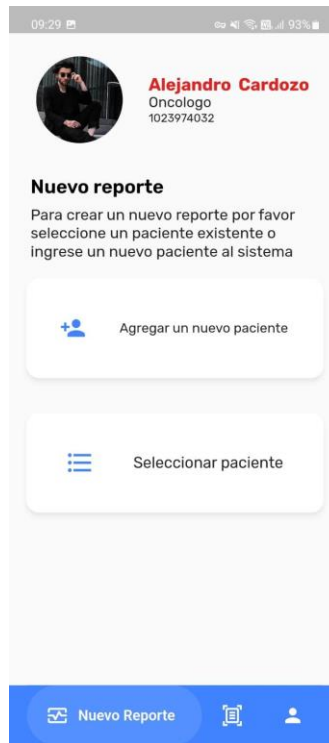 09:29
93%
Alejandro Cardozo
Oncologo
1023974032
Nuevo reporte
Para crear un nuevo reporte por favor
seleccione un paciente existente o
ingrese un nuevo paciente al sistema
Agregar un nuevo paciente
Seleccionar paciente
Nuevo Reporte